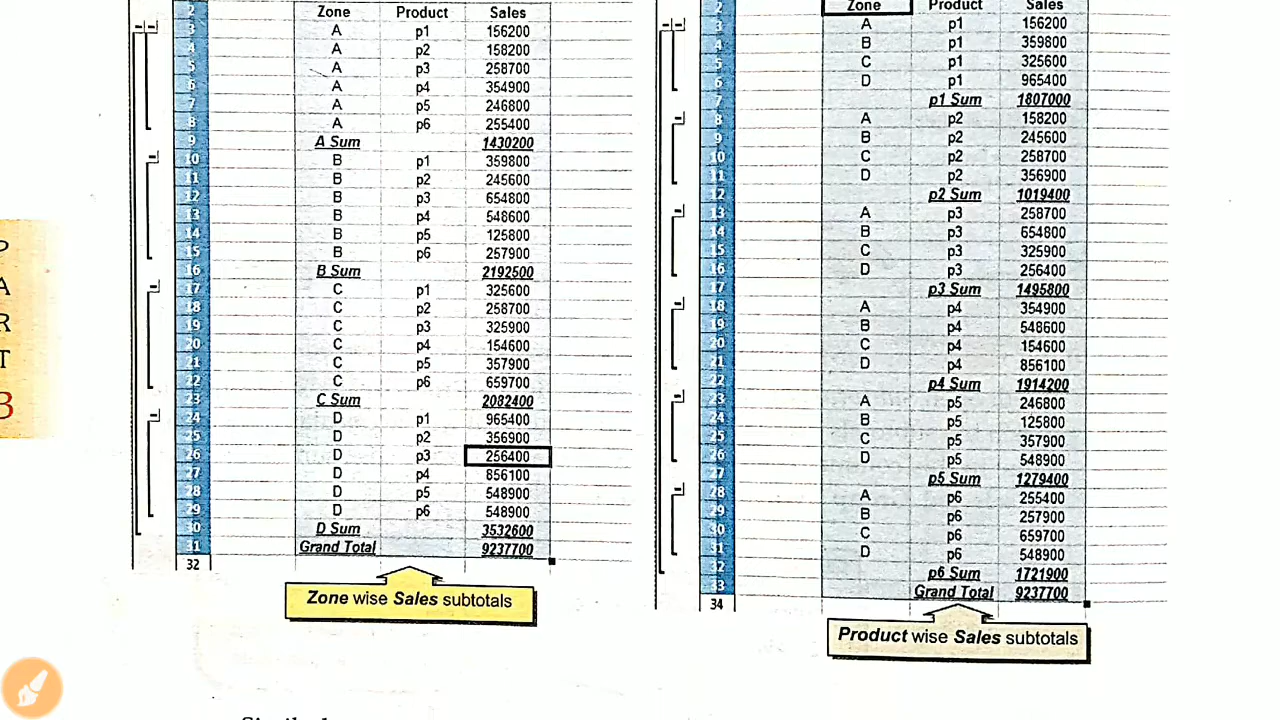 Zone Product Sales
A p1 156200
A p2 158200
A p3 258700
A p4 354900
A p5 246800
A p6 255400
A Sum 1430200
B p1 359800
B p2 245600
B p3 654800
B p4 548600
B p5 125800
B p6 257900
B Sum 2192500
C p1 325600
C p2 258700
C p3 325900
C p4 154600
C p5 357900
C p6 659700
C Sum 2082400
D p1 965400
D p2 356900
D p3 256400
D p4 856100
D p5 548900
D p6 548900
D Sum 3532600
Grand Total 9237700
32
Zone wise Sales subtotals
Zone Product Sales
A p1 156200
B p1 359800
C p1 325600
D p1 965400
p1 Sum 1807000
A p2 158200
B p2 245600
C p2 258700
D p2 356900
p2 Sum 1019400
A p3 258700
B p3 654800
C p3 325900
D p3 256400
p3 Sum 1495800
A p4 354900
B p4 548600
C p4 154600
D p4 856100
p4 Sum 1914200
A p5 246800
B p5 125800
C p5 357900
D p5 548900
p5 Sum 1279400
A p6 255400
B p6 257900
C p6 659700
D p6 548900
p6 Sum 1721900
Grand Total 9237700
34
Product wise Sales subtotals
A
R
T
B